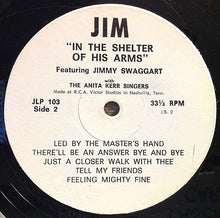 JIM
"IN THE SHELTER
OF HIS ARMS"
Featuring JIMMY SWAGGART
with
THE ANITA KERR SINGERS
Made at R.C.A. Victor Studios in Nashville, Tenn.
JLP 103
Side 2
33⅓ RPM
J.S. 2
LED BY THE MASTER'S HAND
THERE'LL BE AN ANSWER BYE AND BYE
JUST A CLOSER WALK WITH THEE
TELL MY FRIENDS
FEELING MIGHTY FINE